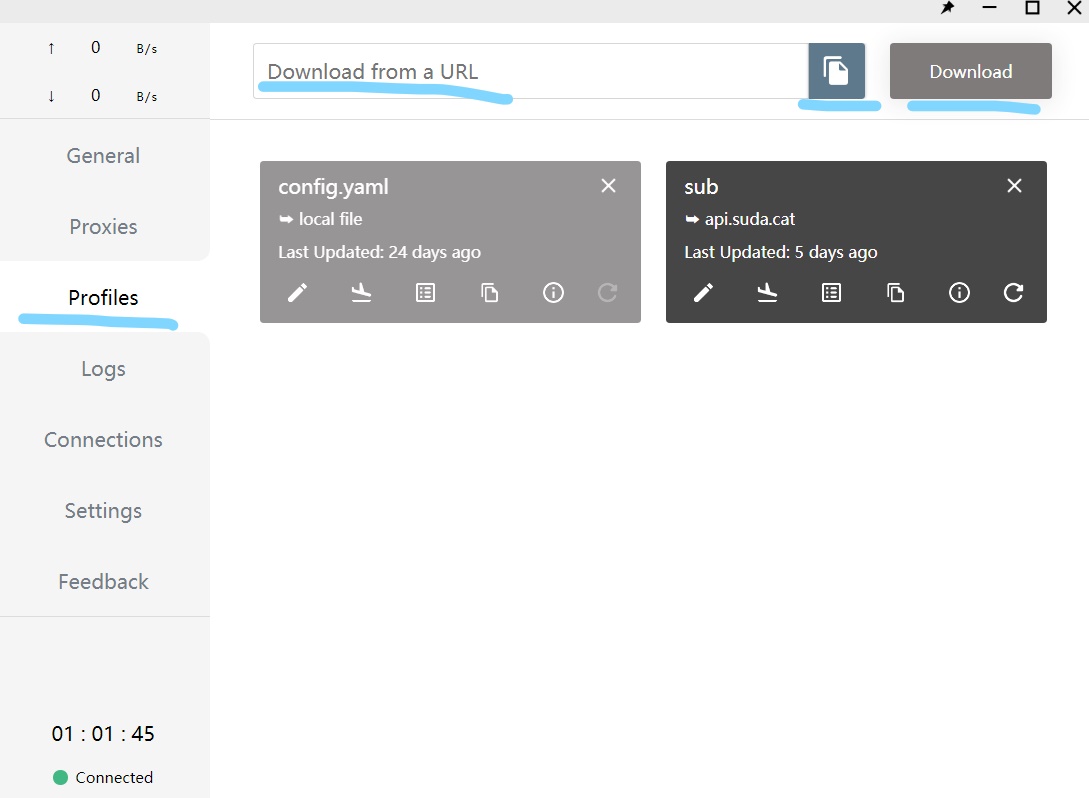 ↑ 0 B/s
↓ 0 B/s
General
Proxies
Profiles
Logs
Connections
Settings
Feedback
01 : 01 : 45
Connected
Download from a URL
Download
config.yaml
local file
Last Updated: 24 days ago
sub
api.suda.cat
Last Updated: 5 days ago